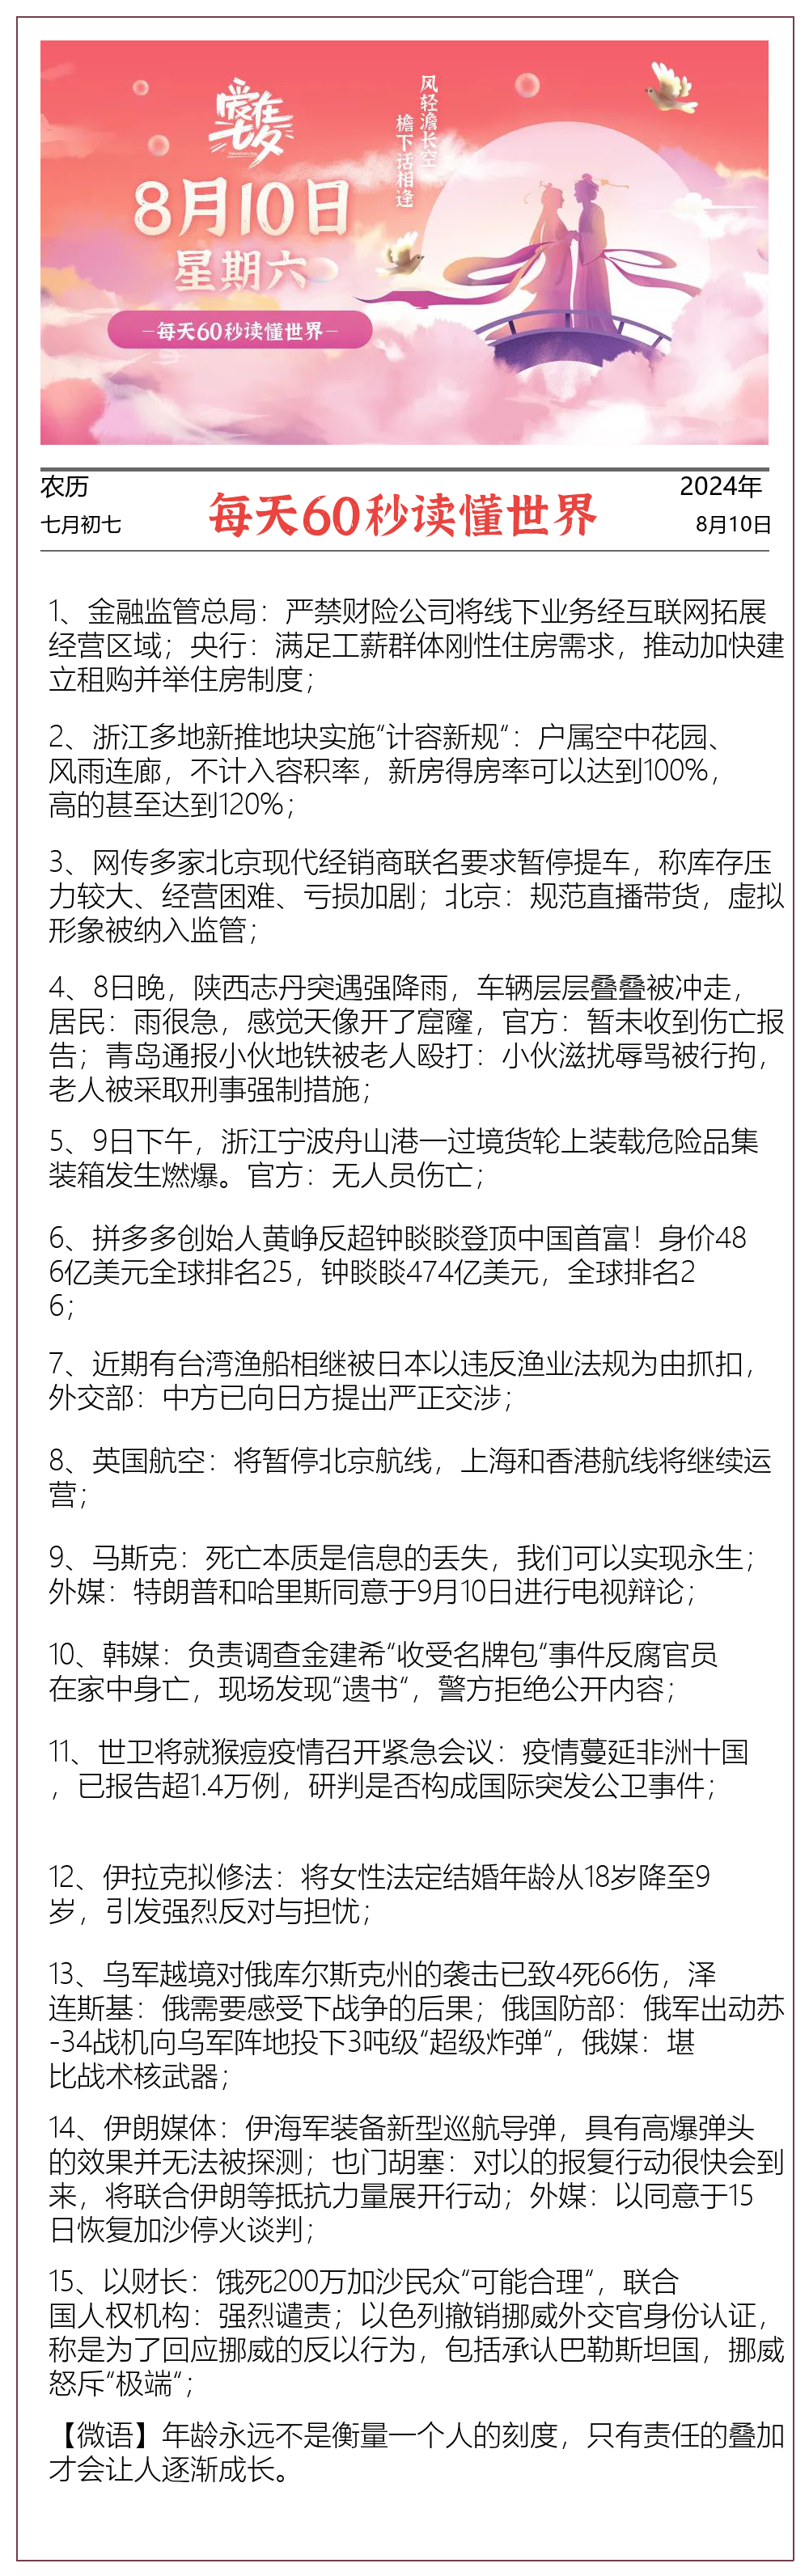 爱在
七夕
风轻澹长空
檐下话相逢
8月10日
星期六
—每天60秒读懂世界—
农历
七月初七
每天60秒读懂世界
2024年
8月10日
1、金融监管总局：严禁财险公司将线下业务经互联网拓展
经营区域；央行：满足工薪群体刚性住房需求，推动加快建
立租购并举住房制度；
2、浙江多地新推地块实施“计容新规“：户属空中花园、
风雨连廊，不计入容积率，新房得房率可以达到100%，
高的甚至达到120%；
3、网传多家北京现代经销商联名要求暂停提车，称库存压
力较大、经营困难、亏损加剧；北京：规范直播带货，虚拟
形象被纳入监管；
4、8日晚，陕西志丹突遇强降雨，车辆层层叠叠被冲走，
居民：雨很急，感觉天像开了窟窿，官方：暂未收到伤亡报
告；青岛通报小伙地铁被老人殴打：小伙滋扰辱骂被行拘，
老人被采取刑事强制措施；
5、9日下午，浙江宁波舟山港一过境货轮上装载危险品集
装箱发生燃爆。官方：无人员伤亡；
6、拼多多创始人黄峥反超钟睒睒登顶中国首富！身价48
6亿美元全球排名25，钟睒睒474亿美元，全球排名2
6；
7、近期有台湾渔船相继被日本以违反渔业法规为由抓扣，
外交部：中方已向日方提出严正交涉；
8、英国航空：将暂停北京航线，上海和香港航线将继续运
营；
9、马斯克：死亡本质是信息的丢失，我们可以实现永生；
外媒：特朗普和哈里斯同意于9月10日进行电视辩论；
10、韩媒：负责调查金建希“收受名牌包“事件反腐官员
在家中身亡，现场发现“遗书“，警方拒绝公开内容；
11、世卫将就猴痘疫情召开紧急会议：疫情蔓延非洲十国
，已报告超1.4万例，研判是否构成国际突发公卫事件；
12、伊拉克拟修法：将女性法定结婚年龄从18岁降至9
岁，引发强烈反对与担忧；
13、乌军越境对俄库尔斯克州的袭击已致4死66伤，泽
连斯基：俄需要感受下战争的后果；俄国防部：俄军出动苏
-34战机向乌军阵地投下3吨级“超级炸弹“，俄媒：堪
比战术核武器；
14、伊朗媒体：伊海军装备新型巡航导弹，具有高爆弹头
的效果并无法被探测；也门胡塞：对以的报复行动很快会到
来，将联合伊朗等抵抗力量展开行动；外媒：以同意于15
日恢复加沙停火谈判；
15、以财长：饿死200万加沙民众“可能合理“，联合
国人权机构：强烈谴责；以色列撤销挪威外交官身份认证，
称是为了回应挪威的反以行为，包括承认巴勒斯坦国，挪威
怒斥“极端“；
【微语】年龄永远不是衡量一个人的刻度，只有责任的叠加
才会让人逐渐成长。